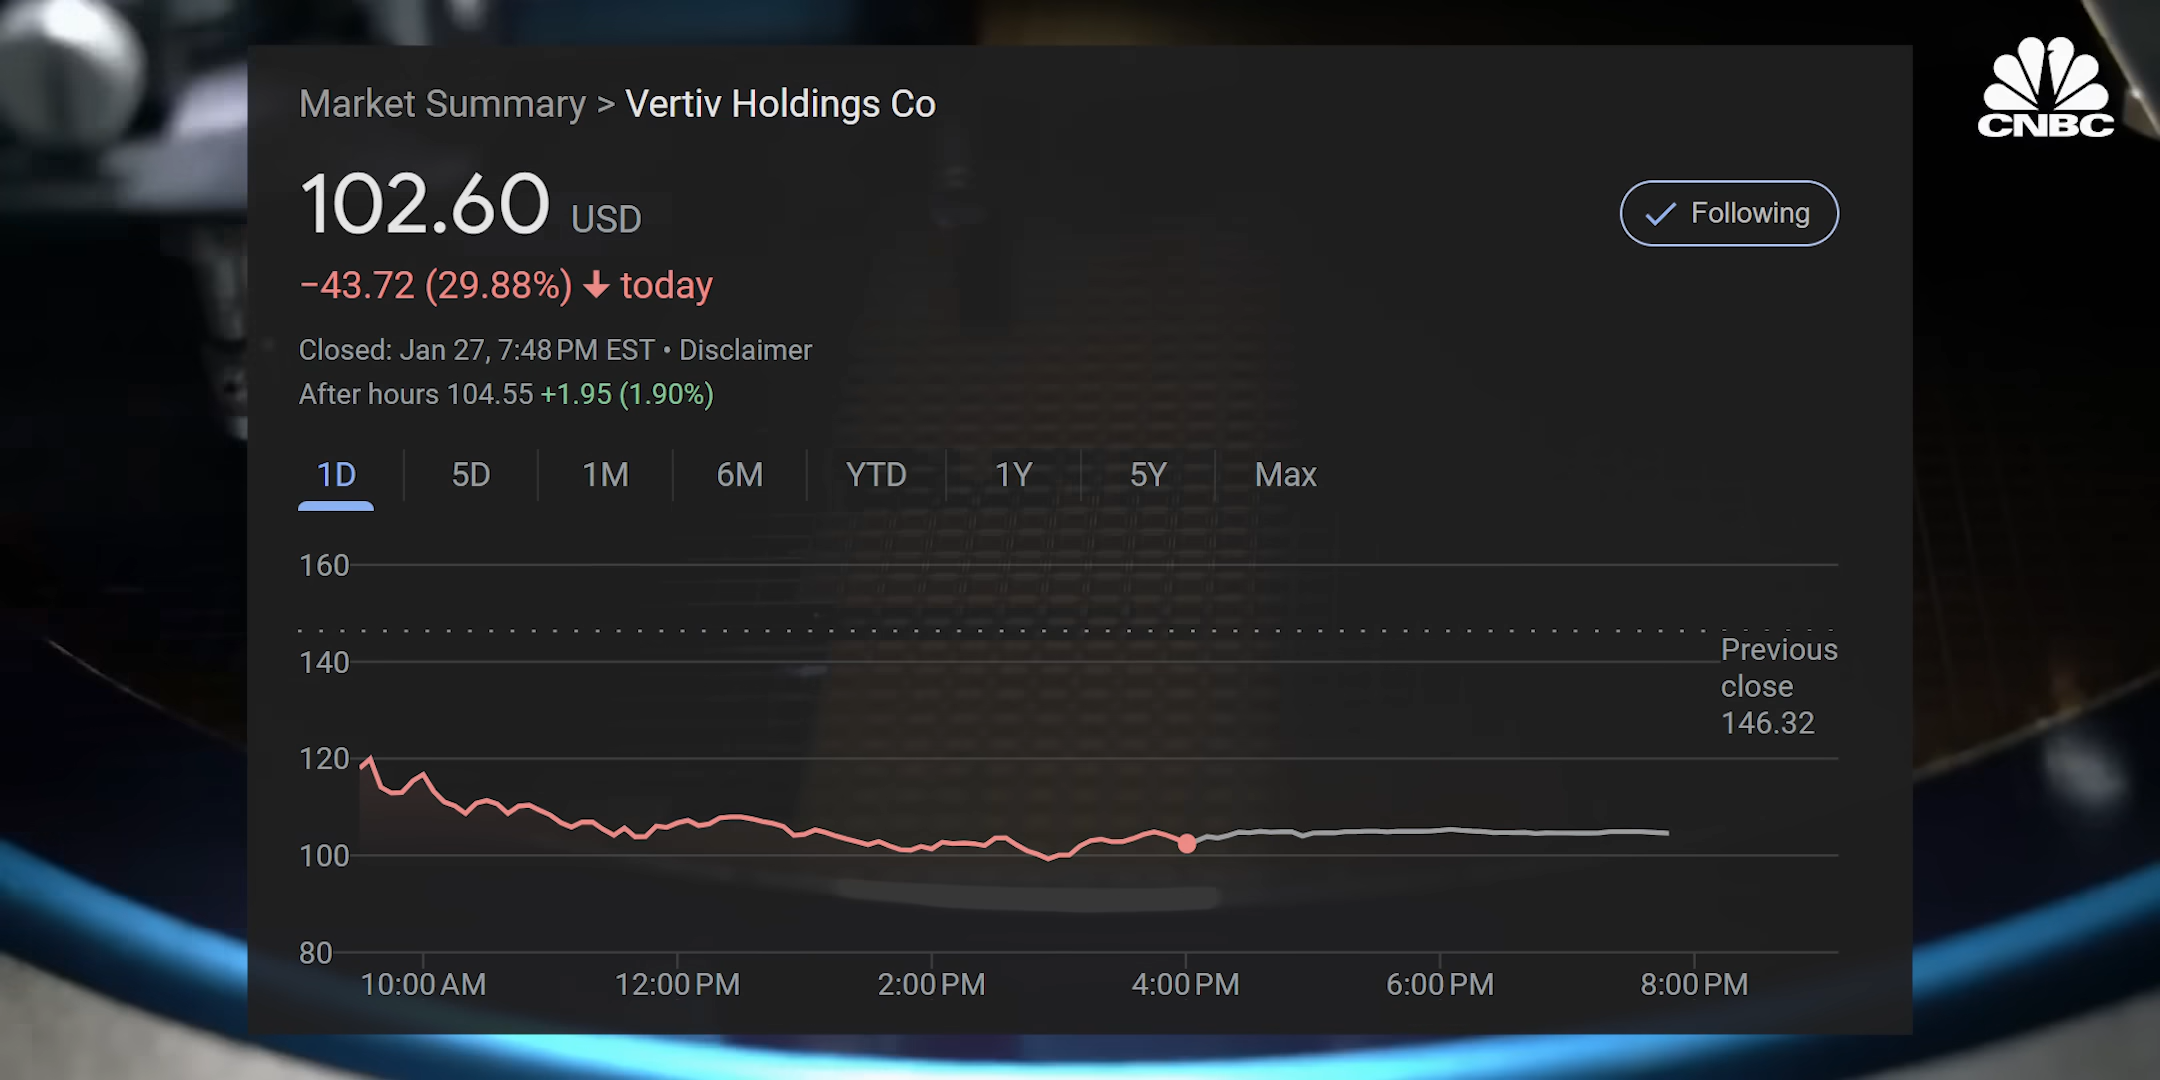 CNBC
Market Summary > Vertiv Holdings Co
102.60 USD
Following
−43.72 (29.88%) ↓ today
Closed: Jan 27, 7:48 PM EST • Disclaimer
After hours 104.55 +1.95 (1.90%)
1D 5D 1M 6M YTD 1Y 5Y Max
160
140
Previous
close
146.32
120
100
80
10:00 AM 12:00 PM 2:00 PM 4:00 PM 6:00 PM 8:00 PM